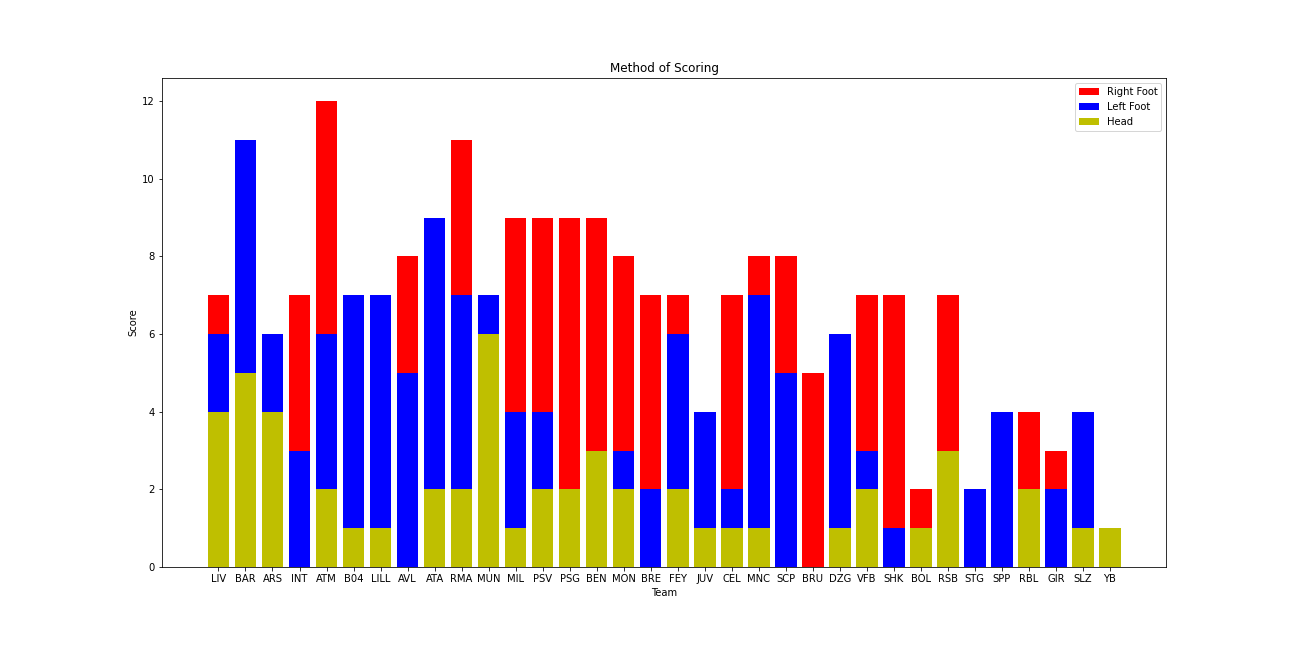 Method of Scoring
Right Foot
Left Foot
Head
12
10
8
6
4
2
0
Score
LIV BAR ARS INT ATM B04 LILL AVL ATA RMA MUN MIL PSV PSG BEN MON BRE FEY JUV CEL MNC SCP BRU DZG VFB SHK BOL RSB STG SPP RBL GIR SLZ YB
Team